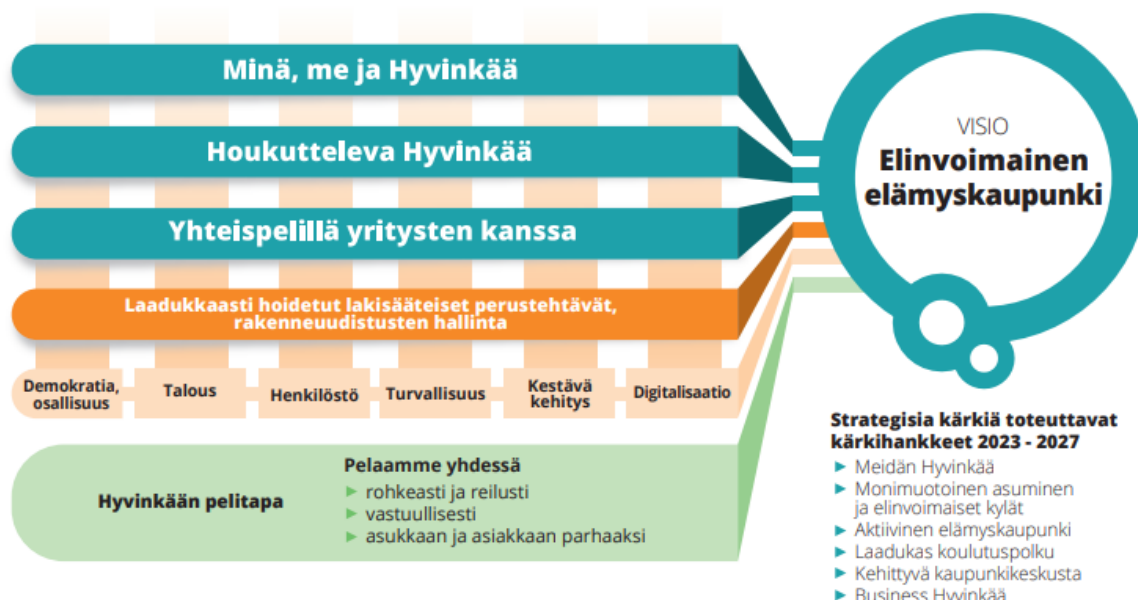 Minä, me ja Hyvinkää
Houkutteleva Hyvinkää
Yhteispelillä yritysten kanssa
Laadukkaasti hoidetut lakisääteiset perustehtävät,
rakenneuudistusten hallinta
Demokratia,
osallisuus
Talous
Henkilöstö
Turvallisuus
Kestävä
kehitys
Digitalisaatio
Hyvinkään pelitapa
Pelaamme yhdessä
rohkeasti ja reilusti
vastuullisesti
asukkaan ja asiakkaan parhaaksi
VISIO
Elinvoimainen
elämyskaupunki
Strategisia kärkiä toteuttavat
kärkihankkeet 2023 - 2027
Meidän Hyvinkää
Monimuotoinen asuminen
ja elinvoimaiset kylät
Aktiivinen elämyskaupunki
Laadukas koulutuspolku
Kehittyvä kaupunkikeskusta
Business Hyvinkää